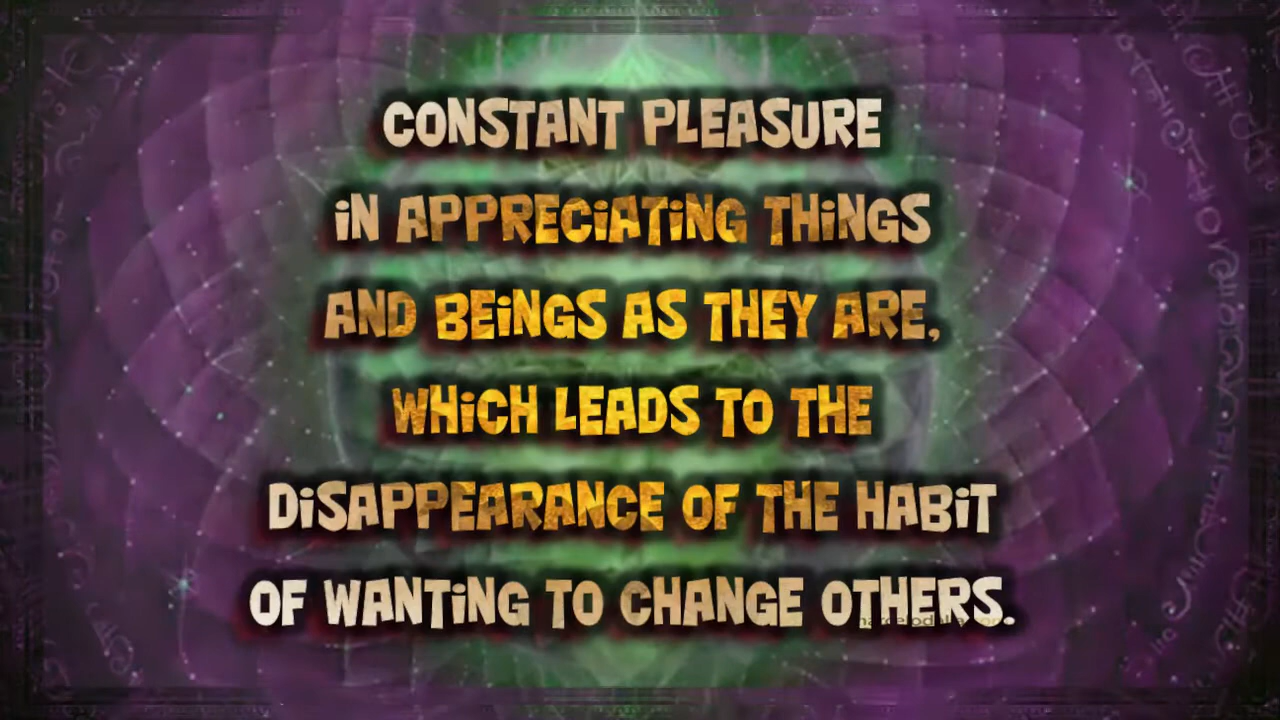 CONSTANT PLEASURE
iN APPRECiATiNG THiNGS
AND BEiNGS AS THEY ARE,
WHiCH LEADS TO THE
DiSAPPEARANCE OF THE HABiT
OF WANTiNG TO CHANGE OTHERS.